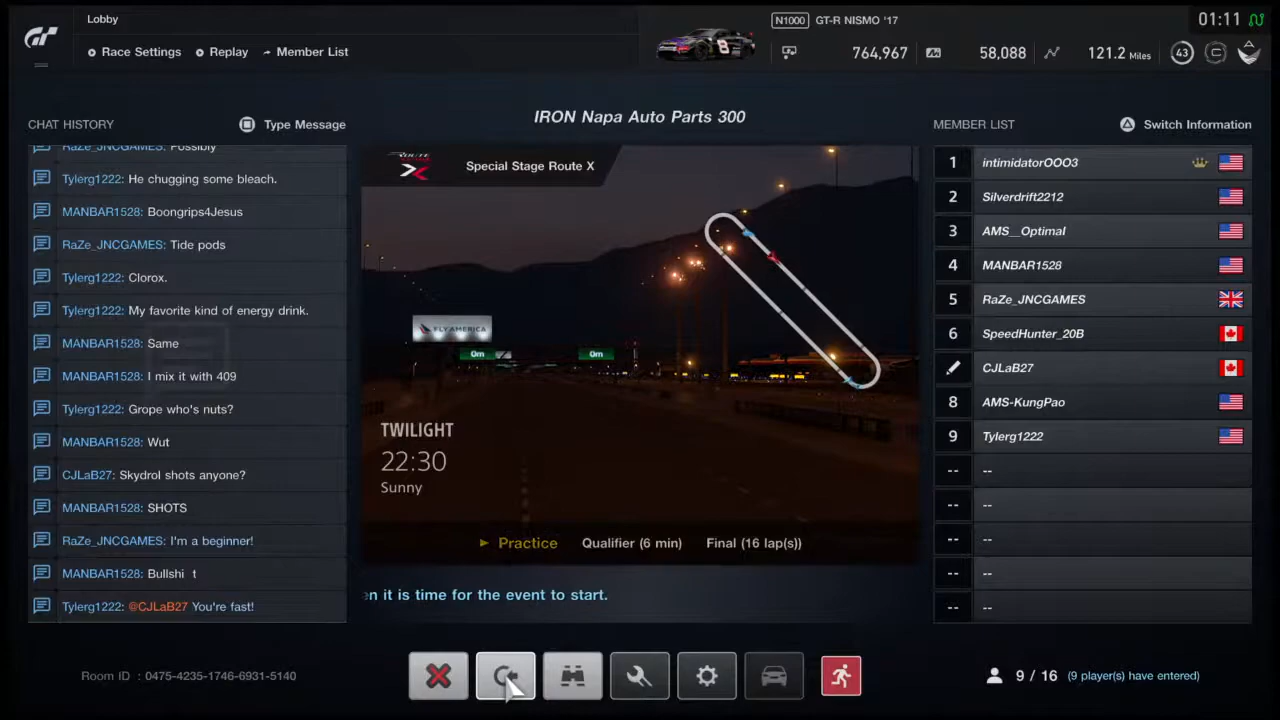 Lobby
Race Settings
Replay
Member List
N1000 GT-R NISMO '17
764,967
58,088
121.2 Miles
43
01:11
CHAT HISTORY
Type Message
RaZe_JNCGAMES: Possibly
Tylerg1222: He chugging some bleach.
MANBAR1528: Boongrips4Jesus
RaZe_JNCGAMES: Tide pods
Tylerg1222: Clorox.
Tylerg1222: My favorite kind of energy drink.
MANBAR1528: Same
MANBAR1528: I mix it with 409
Tylerg1222: Grope who's nuts?
MANBAR1528: Wut
CJLaB27: Skydrol shots anyone?
MANBAR1528: SHOTS
RaZe_JNCGAMES: I'm a beginner!
MANBAR1528: Bullshi t
Tylerg1222: @CJLaB27 You're fast!
IRON Napa Auto Parts 300
Special Stage Route X
FLY AMERICA
0m
0m
TWILIGHT
22:30
Sunny
Practice Qualifier (6 min) Final (16 lap(s))
en it is time for the event to start.
MEMBER LIST
Switch Information
1 intimidatorOOO3
2 Silverdrift2212
3 AMS__Optimal
4 MANBAR1528
5 RaZe_JNCGAMES
6 SpeedHunter_20B
CJLaB27
8 AMS-KungPao
9 Tylerg1222
-- --
-- --
-- --
-- --
-- --
Room ID : 0475-4235-1746-6931-5140
9 / 16 (9 player(s) have entered)